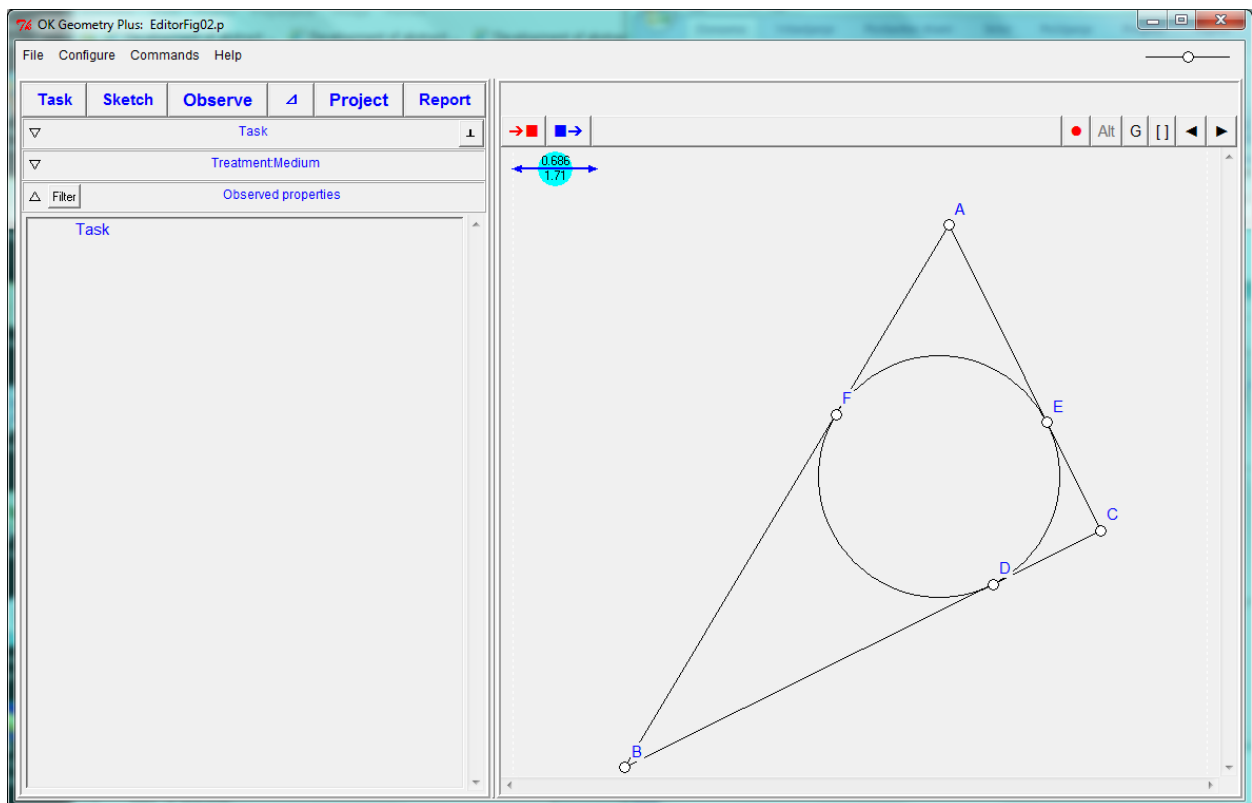 OK Geometry Plus: EditorFig02.p
File Configure Commands Help
Task Sketch Observe ⊿ Project Report
Task
Treatment:Medium
Filter Observed properties
Task
Alt G [ ]
0.686
1.71
A
F
E
C
D
B